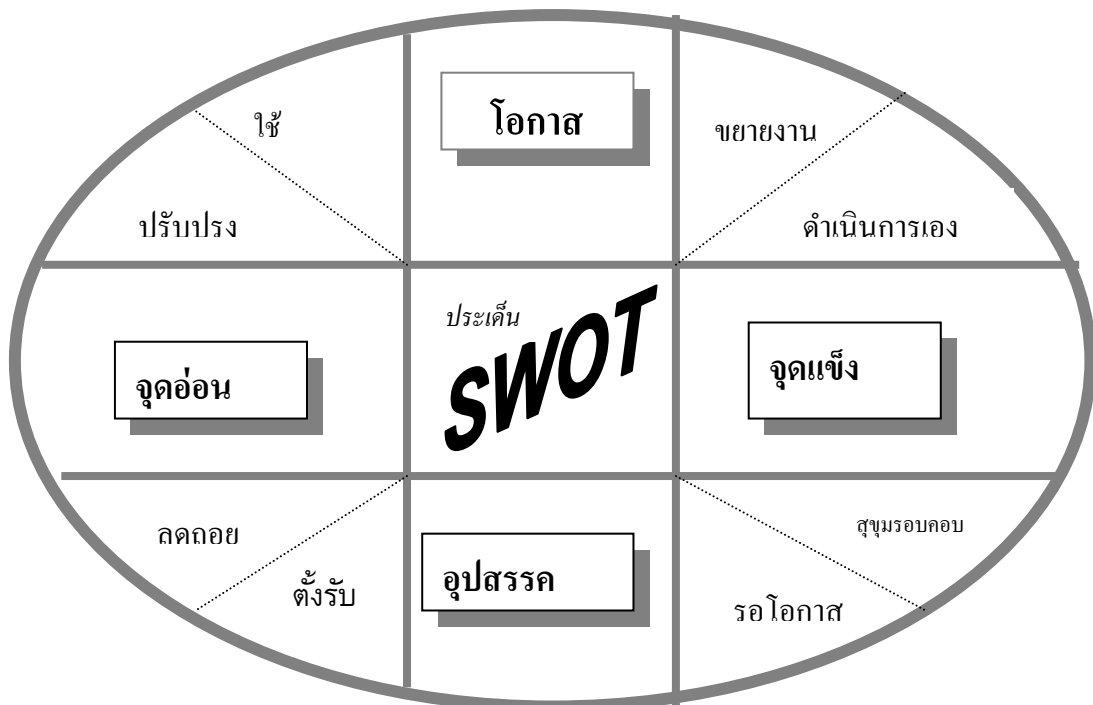 ใช้
โอกาส
ขยายงาน
ปรับปรง
ดำเนินการเอง
ประเด็น
SWOT
จุดอ่อน
จุดแข็ง
ลดถอย
สุขุมรอบคอบ
ตั้งรับ
อุปสรรค
รอโอกาส